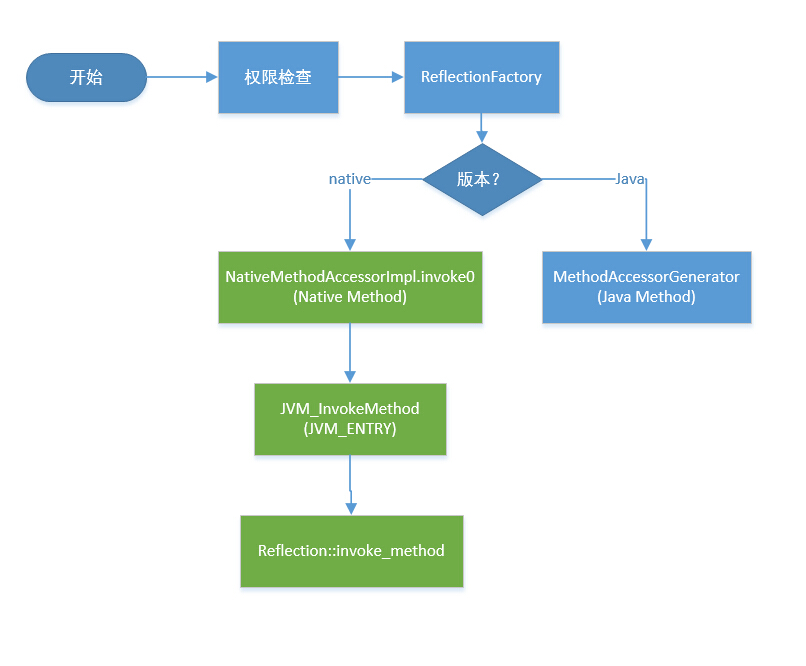 开始
权限检查
ReflectionFactory
版本?
native
Java
NativeMethodAccessorImpl.invoke0
(Native Method)
MethodAccessorGenerator
(Java Method)
JVM_InvokeMethod
(JVM_ENTRY)
Reflection::invoke_method